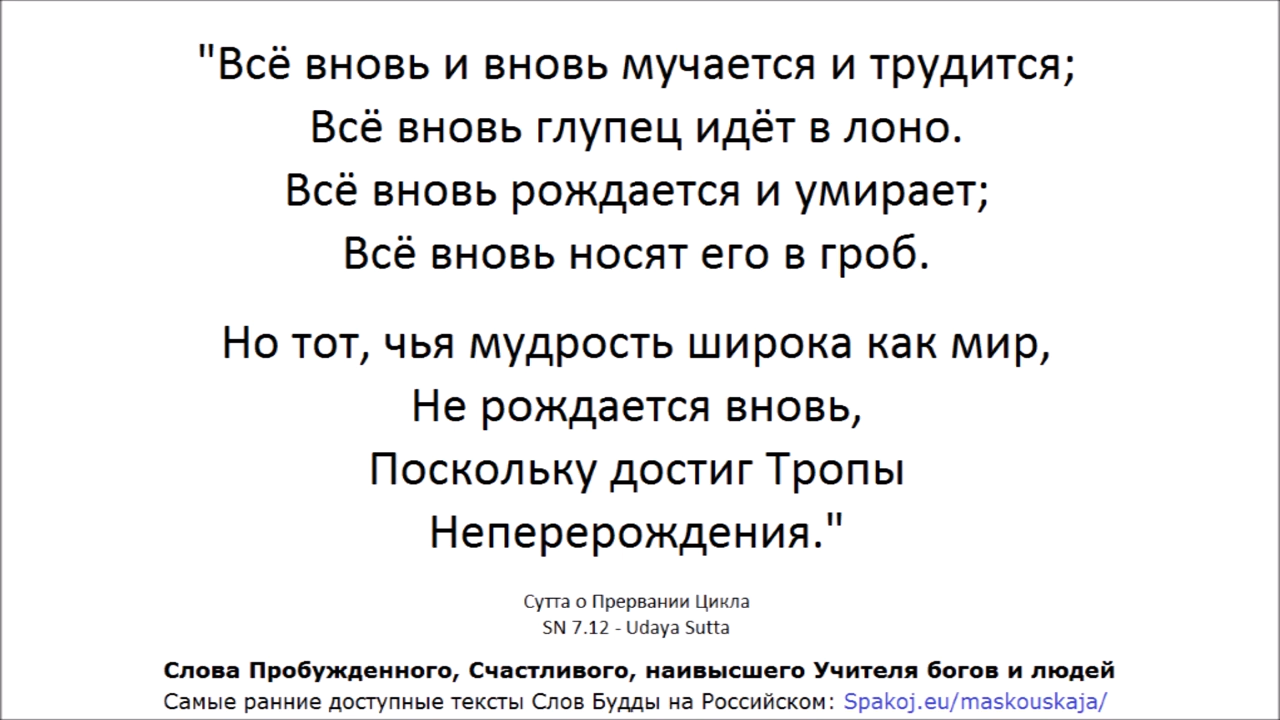 "Всё вновь и вновь мучается и трудится;
Всё вновь глупец идёт в лоно.
Всё вновь рождается и умирает;
Всё вновь носят его в гроб.
Но тот, чья мудрость широка как мир,
Не рождается вновь,
Поскольку достиг Тропы
Неперерождения."
Сутта о Прервании Цикла
SN 7.12 - Udaya Sutta
Слова Пробужденного, Счастливого, наивысшего Учителя богов и людей
Самые ранние доступные тексты Слов Будды на Российском: Spakoj.eu/maskouskaja/